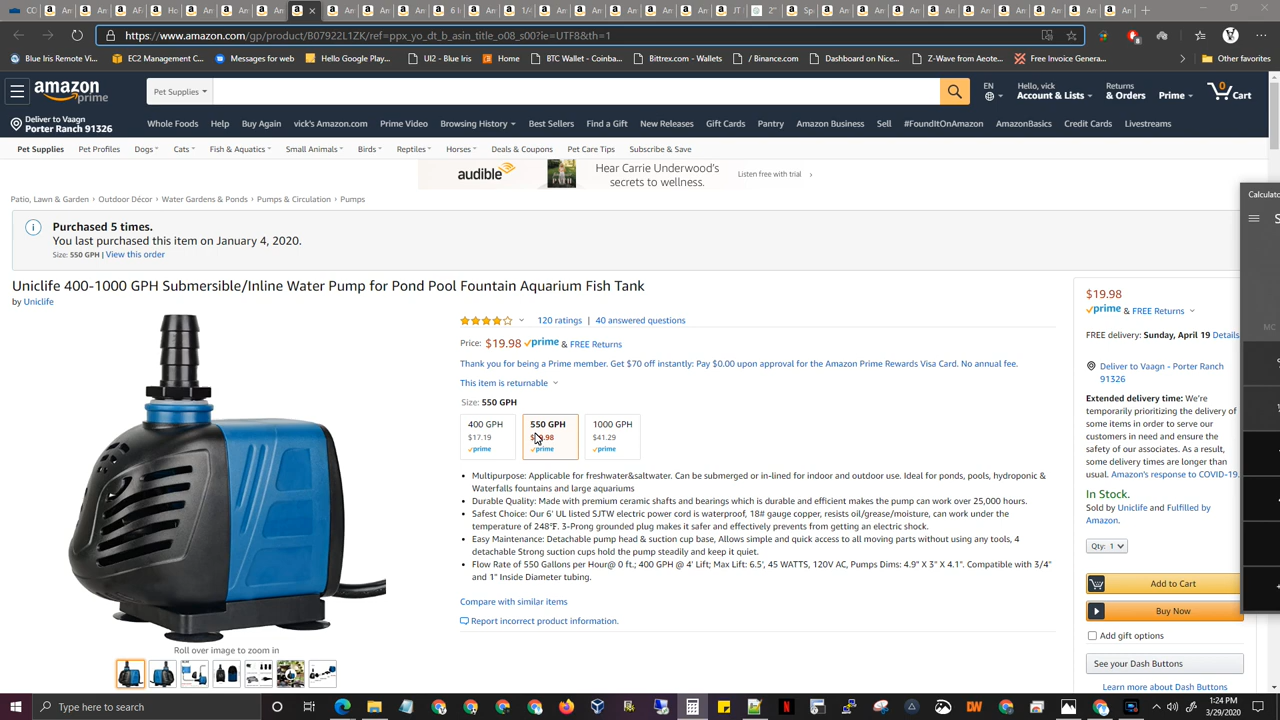 https://www.amazon.com/gp/product/B07922L1ZK/ref=ppx_yo_dt_b_asin_title_o08_s00?ie=UTF8&th=1
Blue Iris Remote Vi... EC2 Management C... Messages for web Hello Google Play... UI2 - Blue Iris Home BTC Wallet - Coinba... Bittrex.com - Wallets / Binance.com Dashboard on Nice... Z-Wave from Aeote... Free Invoice Genera... Other favorites
amazon prime
Pet Supplies
EN
Hello, vick
Account & Lists
Returns
& Orders
Prime
0
Cart
Deliver to Vaagn
Porter Ranch 91326
Whole Foods Help Buy Again vick's Amazon.com Prime Video Browsing History Best Sellers Find a Gift New Releases Gift Cards Pantry Amazon Business Sell #FoundItOnAmazon AmazonBasics Credit Cards Livestreams
Pet Supplies Pet Profiles Dogs Cats Fish & Aquatics Small Animals Birds Reptiles Horses Deals & Coupons Pet Care Tips Subscribe & Save
audible
Hear Carrie Underwood's
secrets to wellness.
Listen free with trial ›
PATH
Patio, Lawn & Garden › Outdoor Décor › Water Gardens & Ponds › Pumps & Circulation › Pumps
Calculato
Purchased 5 times.
You last purchased this item on January 4, 2020.
Size: 550 GPH | View this order
Uniclife 400-1000 GPH Submersible/Inline Water Pump for Pond Pool Fountain Aquarium Fish Tank
by Uniclife
120 ratings | 40 answered questions
Price: $19.98 prime & FREE Returns
Thank you for being a Prime member. Get $70 off instantly: Pay $0.00 upon approval for the Amazon Prime Rewards Visa Card. No annual fee.
This item is returnable
Size: 550 GPH
400 GPH
$17.19
prime
550 GPH
prime
1000 GPH
$41.29
prime
• Multipurpose: Applicable for freshwater&saltwater. Can be submerged or in-lined for indoor and outdoor use. Ideal for ponds, pools, hydroponic &
Waterfalls fountains and large aquariums
• Durable Quality: Made with premium ceramic shafts and bearings which is durable and efficient makes the pump can work over 25,000 hours.
• Safest Choice: Our 6' UL listed SJTW electric power cord is waterproof, 18# gauge copper, resists oil/grease/moisture, can work under the
temperature of 248℉. 3-Prong grounded plug makes it safer and effectively prevents from getting an electric shock.
• Easy Maintenance: Detachable pump head & suction cup base, Allows simple and quick access to all moving parts without using any tools, 4
detachable Strong suction cups hold the pump steadily and keep it quiet.
• Flow Rate of 550 Gallons per Hour@ 0 ft.; 400 GPH @ 4' Lift; Max Lift: 6.5', 45 WATTS, 120V AC, Pumps Dims: 4.9" X 3" X 4.1". Compatible with 3/4"
and 1" Inside Diameter tubing.
Compare with similar items
Report incorrect product information.
Roll over image to zoom in
$19.98
prime & FREE Returns
FREE delivery: Sunday, April 19 Details
Deliver to Vaagn - Porter Ranch
91326
Extended delivery time: We're
temporarily prioritizing the delivery of
some items in order to serve our
customers in need and ensure the
safety of our associates. As a result,
some delivery times are longer than
usual. Amazon's response to COVID-19.
In Stock.
Sold by Uniclife and Fulfilled by
Amazon.
Qty: 1
Add to Cart
Buy Now
Add gift options
See your Dash Buttons
Learn more about Dash Buttons
MC
Type here to search
1:24 PM
3/29/2020